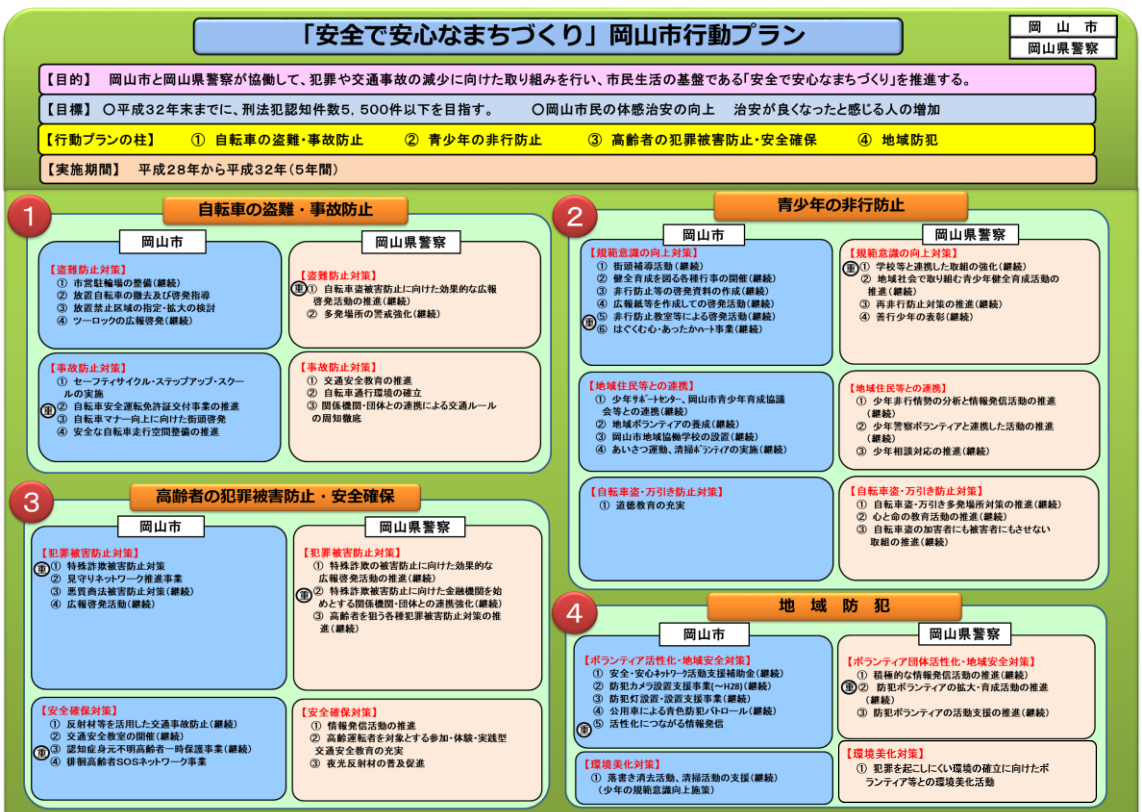 「安全で安心なまちづくり」岡山市行動プラン
岡山市
岡山県警察
【目的】 岡山市と岡山県警察が協働して、犯罪や交通事故の減少に向けた取り組みを行い、市民生活の基盤である「安全で安心なまちづくり」を推進する。
【目標】 ○平成32年末までに、刑法犯認知件数5,500件以下を目指す。 ○岡山市民の体感治安の向上 治安が良くなったと感じる人の増加
【行動プランの柱】 ① 自転車の盗難・事故防止 ② 青少年の非行防止 ③ 高齢者の犯罪被害防止・安全確保 ④ 地域防犯
【実施期間】 平成28年から平成32年(5年間)
1
自転車の盗難・事故防止
岡山市
【盗難防止対策】
① 市営駐輪場の整備(継続)
② 放置自転車の撤去及び啓発指導
③ 放置禁止区域の指定・拡大の検討
④ ツーロックの広報啓発(継続)
【事故防止対策】
① セーフティサイクル・ステップアップ・スクー
ルの実施
重② 自転車安全運転免許証交付事業の推進
③ 自転車マナー向上に向けた街頭啓発
④ 安全な自転車走行空間整備の推進
岡山県警察
【盗難防止対策】
重① 自転車盗被害防止に向けた効果的な広報
啓発活動の推進(継続)
② 多発場所の警戒強化(継続)
【事故防止対策】
① 交通安全教育の推進
② 自転車通行環境の確立
③ 関係機関・団体との連携による交通ルール
の周知徹底
2
青少年の非行防止
岡山市
【規範意識の向上対策】
① 街頭補導活動(継続)
② 健全育成を図る各種行事の開催(継続)
③ 非行防止等の啓発資料の作成(継続)
④ 広報紙等を作成しての啓発活動(継続)
重⑤ 非行防止教室等による啓発活動(継続)
⑥ はぐくむ心・あったかハート事業(継続)
【地域住民等との連携】
① 少年サポートセンター、岡山市青少年育成協議
会等との連携(継続)
② 地域ボランティアの養成(継続)
③ 岡山市地域協働学校の設置(継続)
④ あいさつ運動、清掃ボランティアの実施(継続)
【自転車盗・万引き防止対策】
① 道徳教育の充実
岡山県警察
【規範意識の向上対策】
重① 学校等と連携した取組の強化(継続)
② 地域社会で取り組む青少年健全育成活動の
推進(継続)
③ 再非行防止対策の推進(継続)
④ 善行少年の表彰(継続)
【地域住民等との連携】
① 少年非行情勢の分析と情報発信活動の推進
(継続)
② 少年警察ボランティアと連携した活動の推進
(継続)
③ 少年相談対応の推進(継続)
【自転車盗・万引き防止対策】
① 自転車盗・万引き多発場所対策の推進(継続)
② 心と命の教育活動の推進(継続)
③ 自転車盗の加害者にも被害者にもさせない
取組の推進(継続)
3
高齢者の犯罪被害防止・安全確保
岡山市
【犯罪被害防止対策】
重① 特殊詐欺被害防止対策
② 見守りネットワーク推進事業
③ 悪質商法被害防止対策(継続)
④ 広報啓発活動(継続)
【安全確保対策】
① 反射材等を活用した交通事故防止(継続)
② 交通安全教室の開催(継続)
重③ 認知症身元不明高齢者一時保護事業(継続)
④ 徘徊高齢者SOSネットワーク事業
岡山県警察
【犯罪被害防止対策】
① 特殊詐欺の被害防止に向けた効果的な
広報啓発活動の推進(継続)
重② 特殊詐欺被害防止に向けた金融機関を始
めとする関係機関・団体との連携強化(継続)
③ 高齢者を狙う各種犯罪被害防止対策の推
進(継続)
【安全確保対策】
① 情報発信活動の推進
② 高齢運転者を対象とする参加・体験・実践型
交通安全教育の充実
③ 夜光反射材の普及促進
4
地域防犯
岡山市
【ボランティア活性化・地域安全対策】
① 安全・安心ネットワーク活動支援補助金(継続)
② 防犯カメラ設置支援事業(~H28)(継続)
③ 防犯灯設置・設置支援事業(継続)
④ 公用車による青色防犯パトロール(継続)
重⑤ 活性化につながる情報発信
【環境美化対策】
① 落書き消去活動、清掃活動の支援(継続)
(少年の規範意識向上施策)
岡山県警察
【ボランティア団体活性化・地域安全対策】
① 積極的な情報発信活動の推進(継続)
重② 防犯ボランティアの拡大・育成活動の推進
(継続)
③ 防犯ボランティアの活動支援の推進(継続)
【環境美化対策】
① 犯罪を起こしにくい環境の確立に向けたボ
ランティア等との環境美化活動